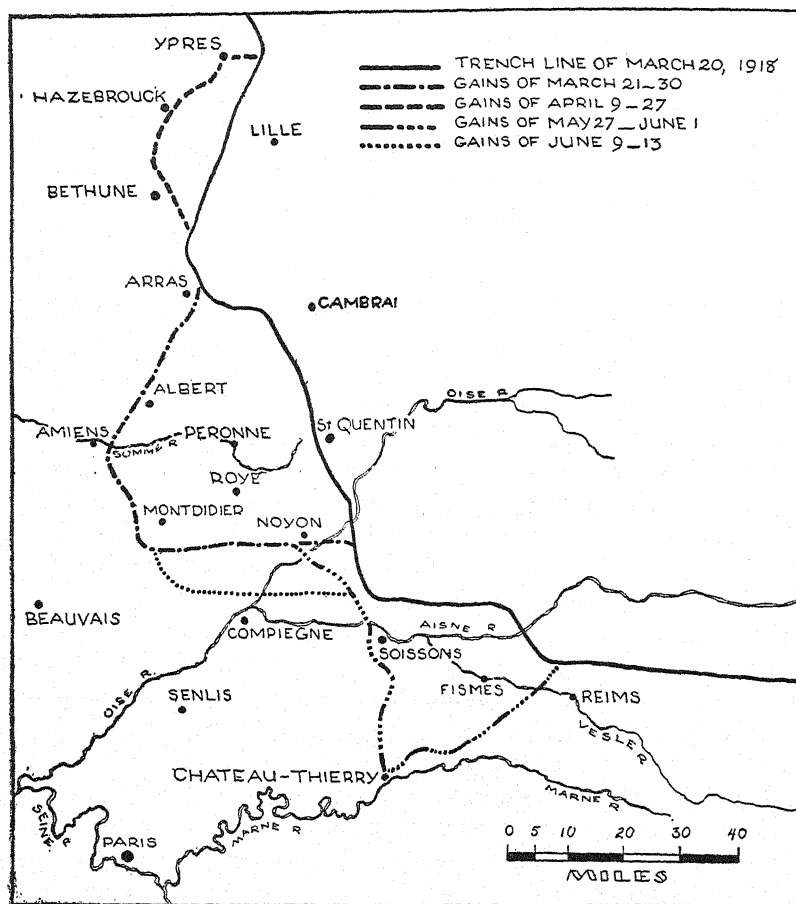 YPRES
TRENCH LINE OF MARCH 20, 1918
GAINS OF MARCH 21–30
HAZEBROUCK
GAINS OF APRIL 9–27
LILLE
GAINS OF MAY 27–JUNE 1
GAINS OF JUNE 9–13
BETHUNE
ARRAS
CAMBRAI
ALBERT
OISE R
AMIENS
SOMME R
PERONNE
St QUENTIN
ROYE
MONTDIDIER
NOYON
BEAUVAIS
COMPIEGNE
AISNE R
SOISSONS
FISMES
REIMS
OISE R.
SENLIS
VESLE R
CHATEAU-THIERRY
MARNE R
SEINE R
MARNE R
PARIS
0 5 10 20 30 40
MILES